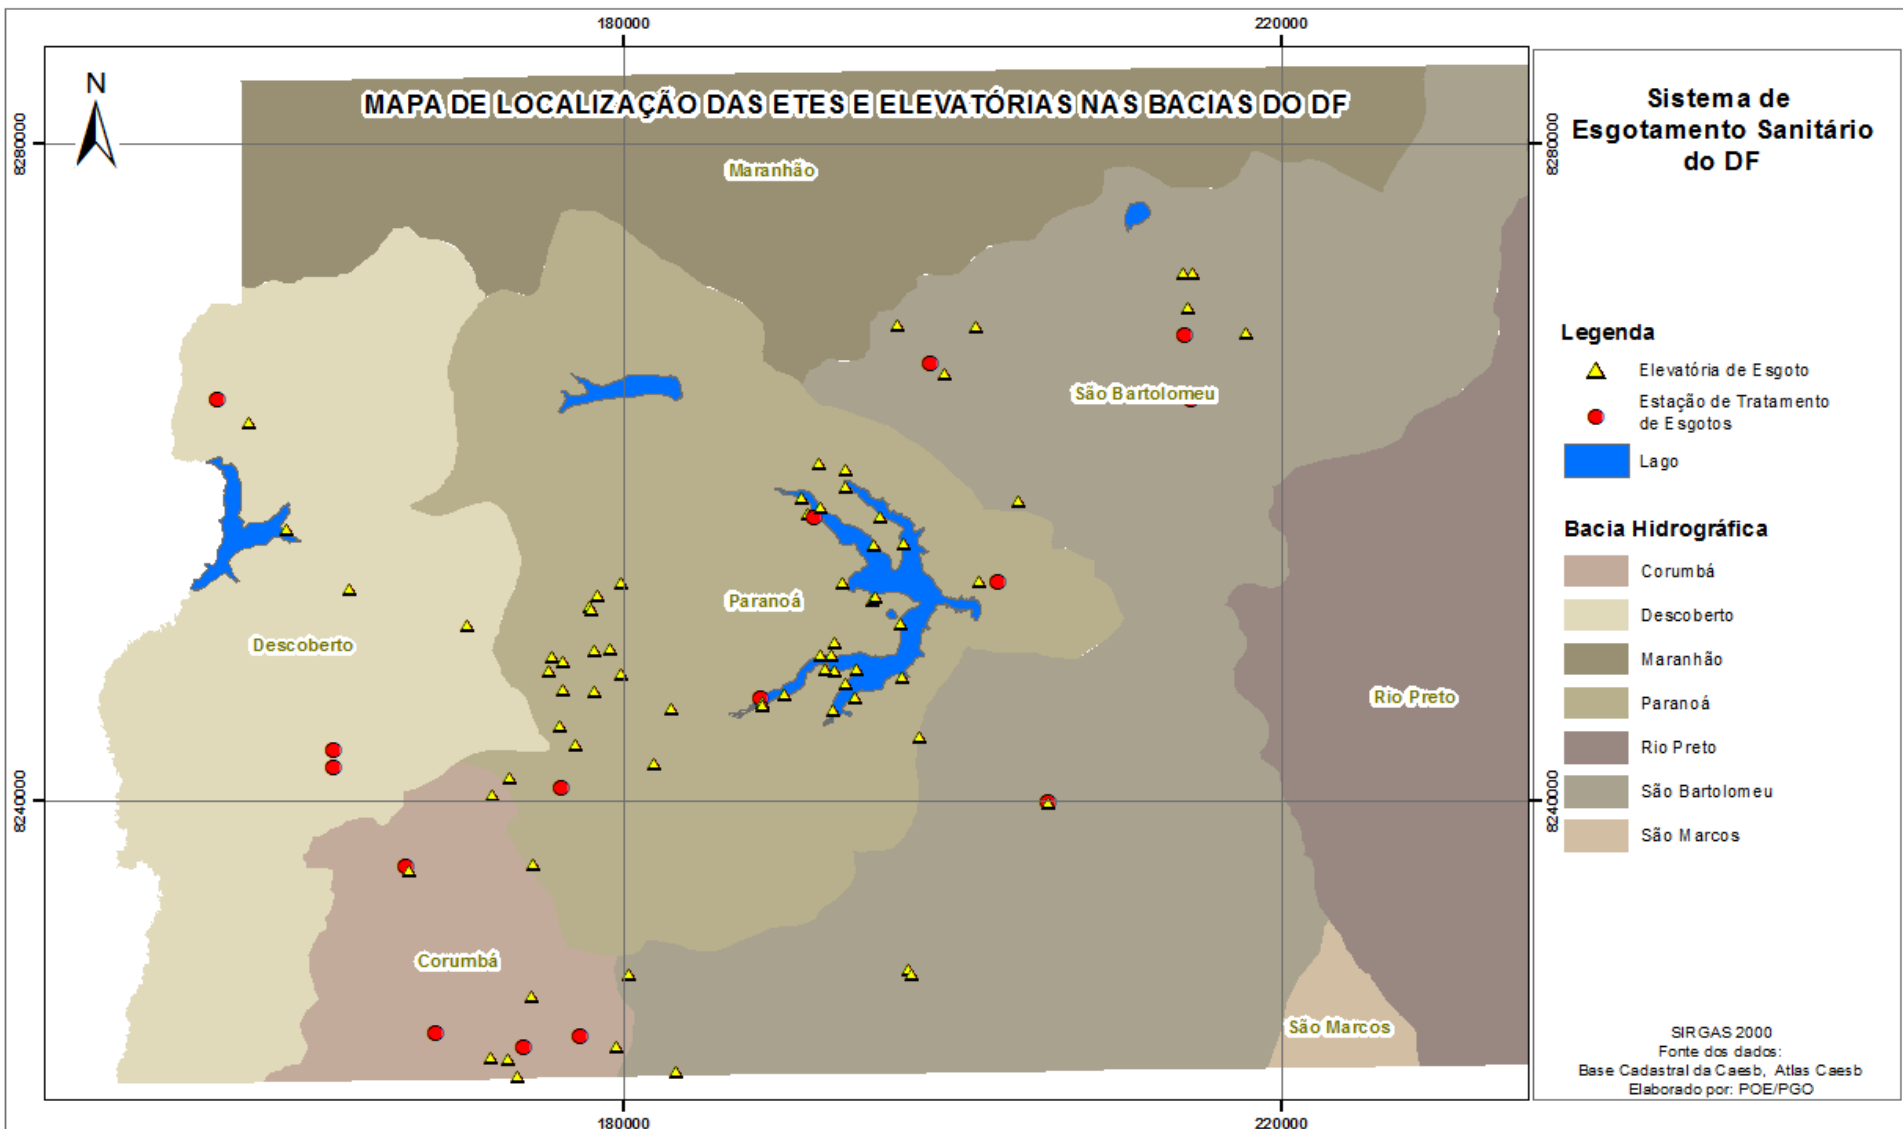 180000
220000
MAPA DE LOCALIZAÇÃO DAS ETES E ELEVATÓRIAS NAS BACIAS DO DF
N
8280000
8280000
Maranhão
São Bartolomeu
Paranoá
Descoberto
Rio Preto
8240000
8240000
Corumbá
São Marcos
180000
220000
Sistema de
Esgotamento Sanitário
do DF
Legenda
Elevatória de Esgoto
Estação de Tratamento
de Esgotos
Lago
Bacia Hidrográfica
Corumbá
Descoberto
Maranhão
Paranoá
Rio Preto
São Bartolomeu
São Marcos
SIRGAS 2000
Fonte dos dados:
Base Cadastral da Caesb, Atlas Caesb
Elaborado por: POE/PGO